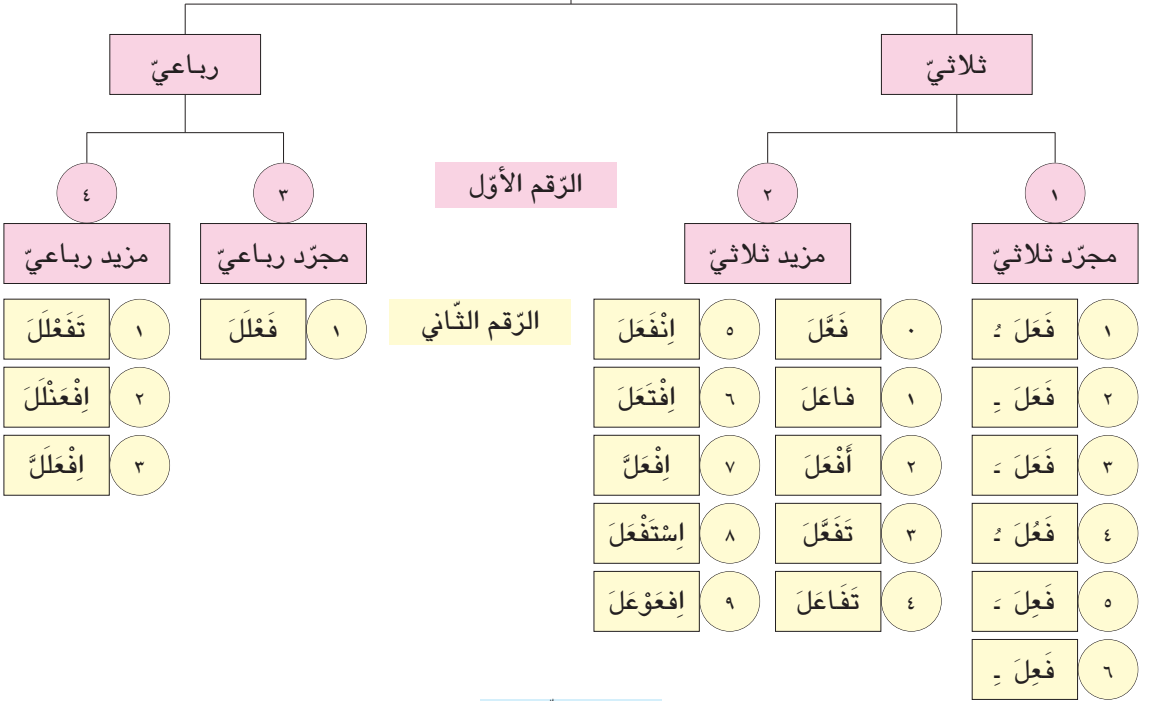 ثلاثيّ رباعيّ
١ ٢ الرّقم الأوّل ٣ ٤
مجرّد ثلاثيّ مزيد ثلاثيّ مجرّد رباعيّ مزيد رباعيّ
١ فَعَلَ ـُ ٠ فَعَّلَ ٥ اِنْفَعَلَ الرّقم الثّاني ١ فَعْلَلَ ١ تَفَعْلَلَ
٢ فَعَلَ ـِ ١ فاعَلَ ٦ اِفْتَعَلَ ٢ اِفْعَنْلَلَ
٣ فَعَلَ ـَ ٢ أَفْعَلَ ٧ اِفْعَلَّ ٣ اِفْعَلَلَّ
٤ فَعُلَ ـُ ٣ تَفَعَّلَ ٨ اِسْتَفْعَلَ
٥ فَعِلَ ـَ ٤ تَفَاعَلَ ٩ اِفعَوْعَلَ
٦ فَعِلَ ـِ